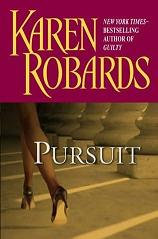 KAREN
ROBARDS
NEW YORK TIMES–
BESTSELLING
AUTHOR OF
GUILTY
PURSUIT